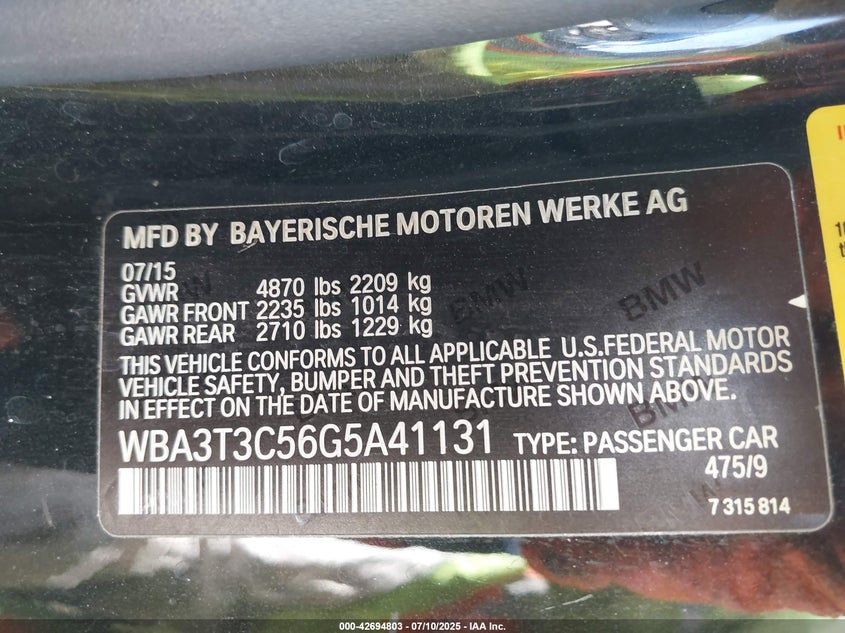 MFD BY BAYERISCHE MOTOREN WERKE AG
07/15
GVWR 4870 lbs 2209 kg
GAWR FRONT 2235 lbs 1014 kg
GAWR REAR 2710 lbs 1229 kg
THIS VEHICLE CONFORMS TO ALL APPLICABLE U.S.FEDERAL MOTOR
VEHICLE SAFETY, BUMPER AND THEFT PREVENTION STANDARDS
IN EFFECT ON THE DATE OF MANUFACTURE SHOWN ABOVE.
WBA3T3C56G5A41131 TYPE: PASSENGER CAR
475/9
7 315 814
BMW
BMW
BMW
000-42694803 - 07/10/2025 - IAA Inc.